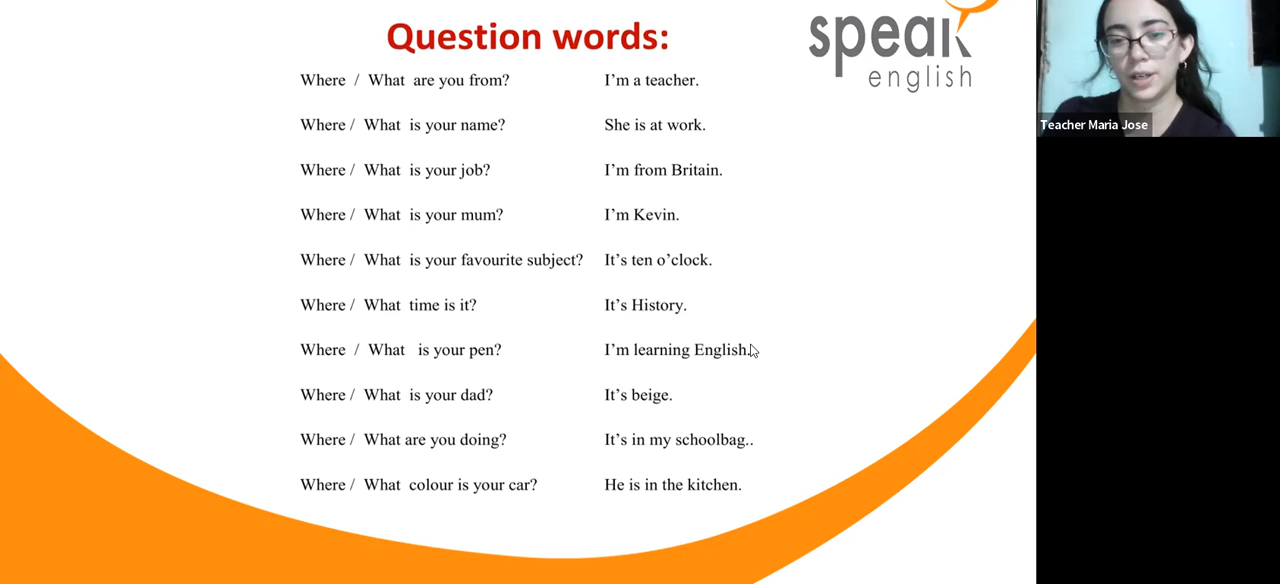 Question words:
speak
english
Teacher Maria Jose
Where / What are you from? I'm a teacher.
Where / What is your name? She is at work.
Where / What is your job? I'm from Britain.
Where / What is your mum? I'm Kevin.
Where / What is your favourite subject? It's ten o'clock.
Where / What time is it? It's History.
Where / What is your pen? I'm learning English.
Where / What is your dad? It's beige.
Where / What are you doing? It's in my schoolbag..
Where / What colour is your car? He is in the kitchen.